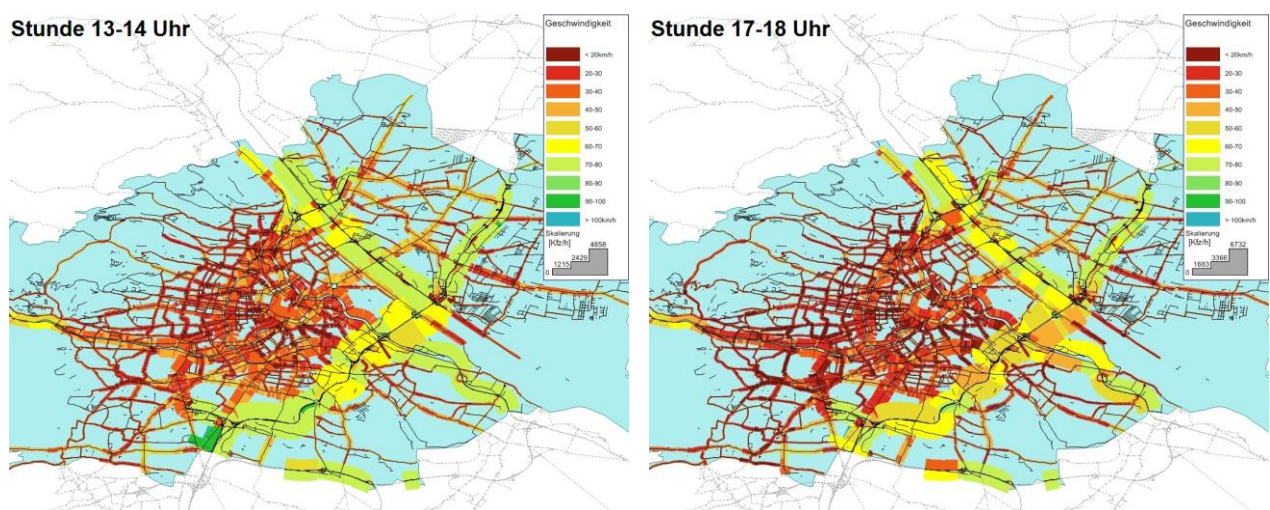 Stunde 13-14 Uhr
Geschwindigkeit
< 20km/h
20-30
30-40
40-50
50-60
60-70
70-80
80-90
90-100
> 100km/h
Skalierung
[Kfz/h]
4858
2429
1215
0
Stunde 17-18 Uhr
Geschwindigkeit
< 20km/h
20-30
30-40
40-50
50-60
60-70
70-80
80-90
90-100
> 100km/h
Skalierung
[Kfz/h]
6732
3366
1683
0